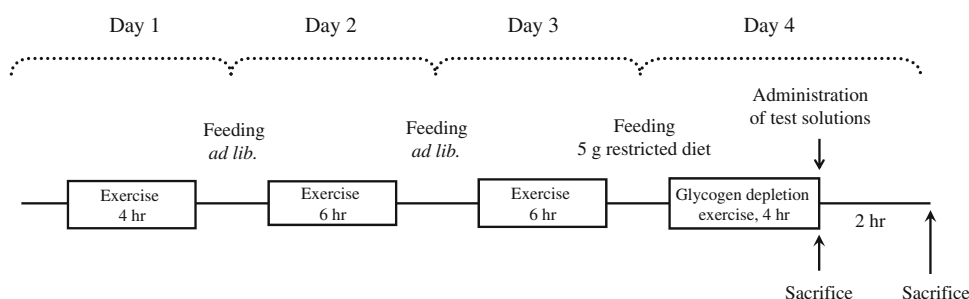 Day 1
Day 2
Day 3
Day 4
Administration
of test solutions
Feeding
ad lib.
Feeding
ad lib.
Feeding
5 g restricted diet
Exercise
4 hr
Exercise
6 hr
Exercise
6 hr
Glycogen depletion
exercise, 4 hr
2 hr
Sacrifice
Sacrifice